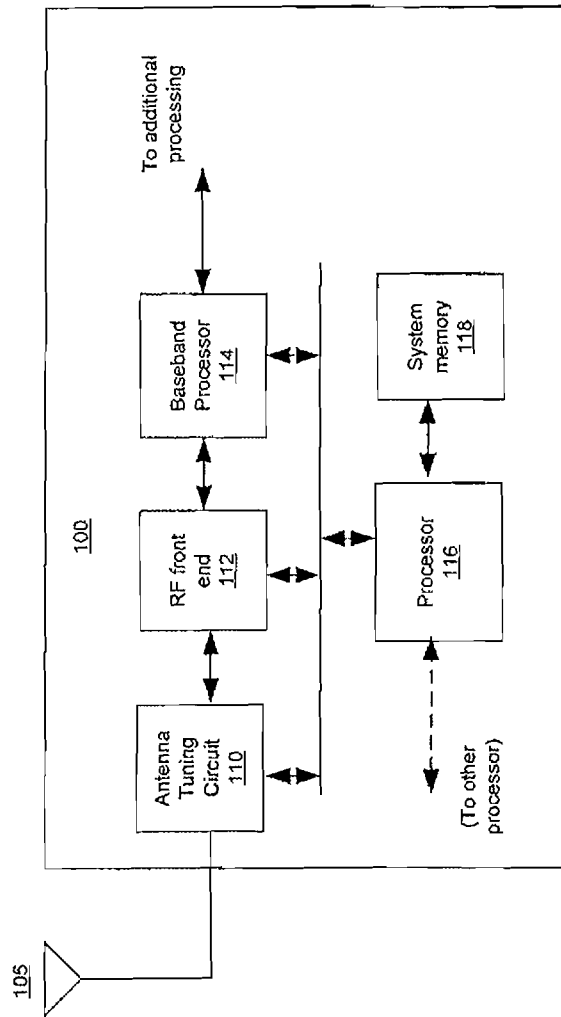 105
100
Antenna
Tuning
Circuit
110
RF front
end
112
Baseband
Processor
114
To additional
processing
(To other
processor)
Processor
116
System
memory
118